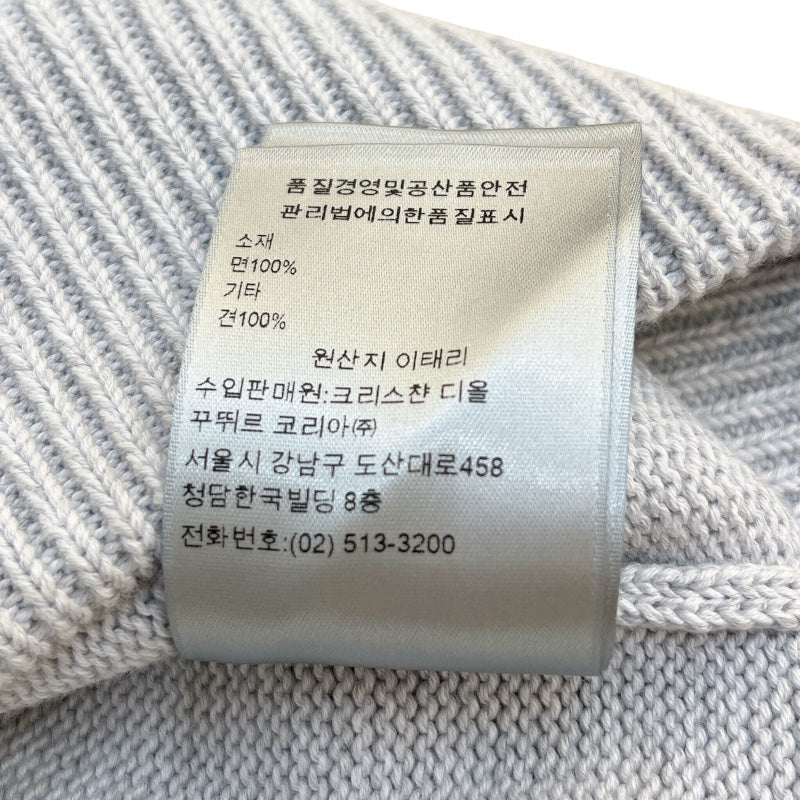 품질경영및공산품안전
관리법에의한품질표시
소재
면100%
기타
견100%
원산지 이태리
수입판매원:크리스챤 디올
꾸뛰르 코리아㈜
서울시 강남구 도산대로458
청담한국빌딩 8층
전화번호:(02) 513-3200